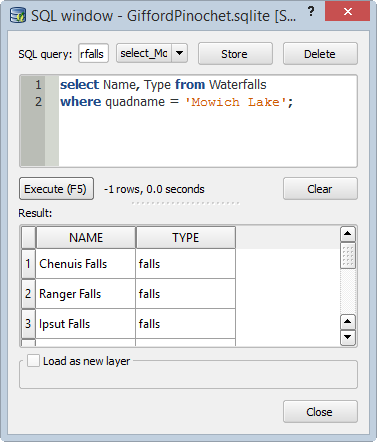 SQL window - GiffordPinochet.sqlite [S... ?
SQL query: rfalls select_Mo Store Delete
1 select Name, Type from Waterfalls
2 where quadname = 'Mowich Lake';
Execute (F5) -1 rows, 0.0 seconds Clear
Result:
NAME TYPE
1 Chenuis Falls falls
2 Ranger Falls falls
3 Ipsut Falls falls
Load as new layer
Close